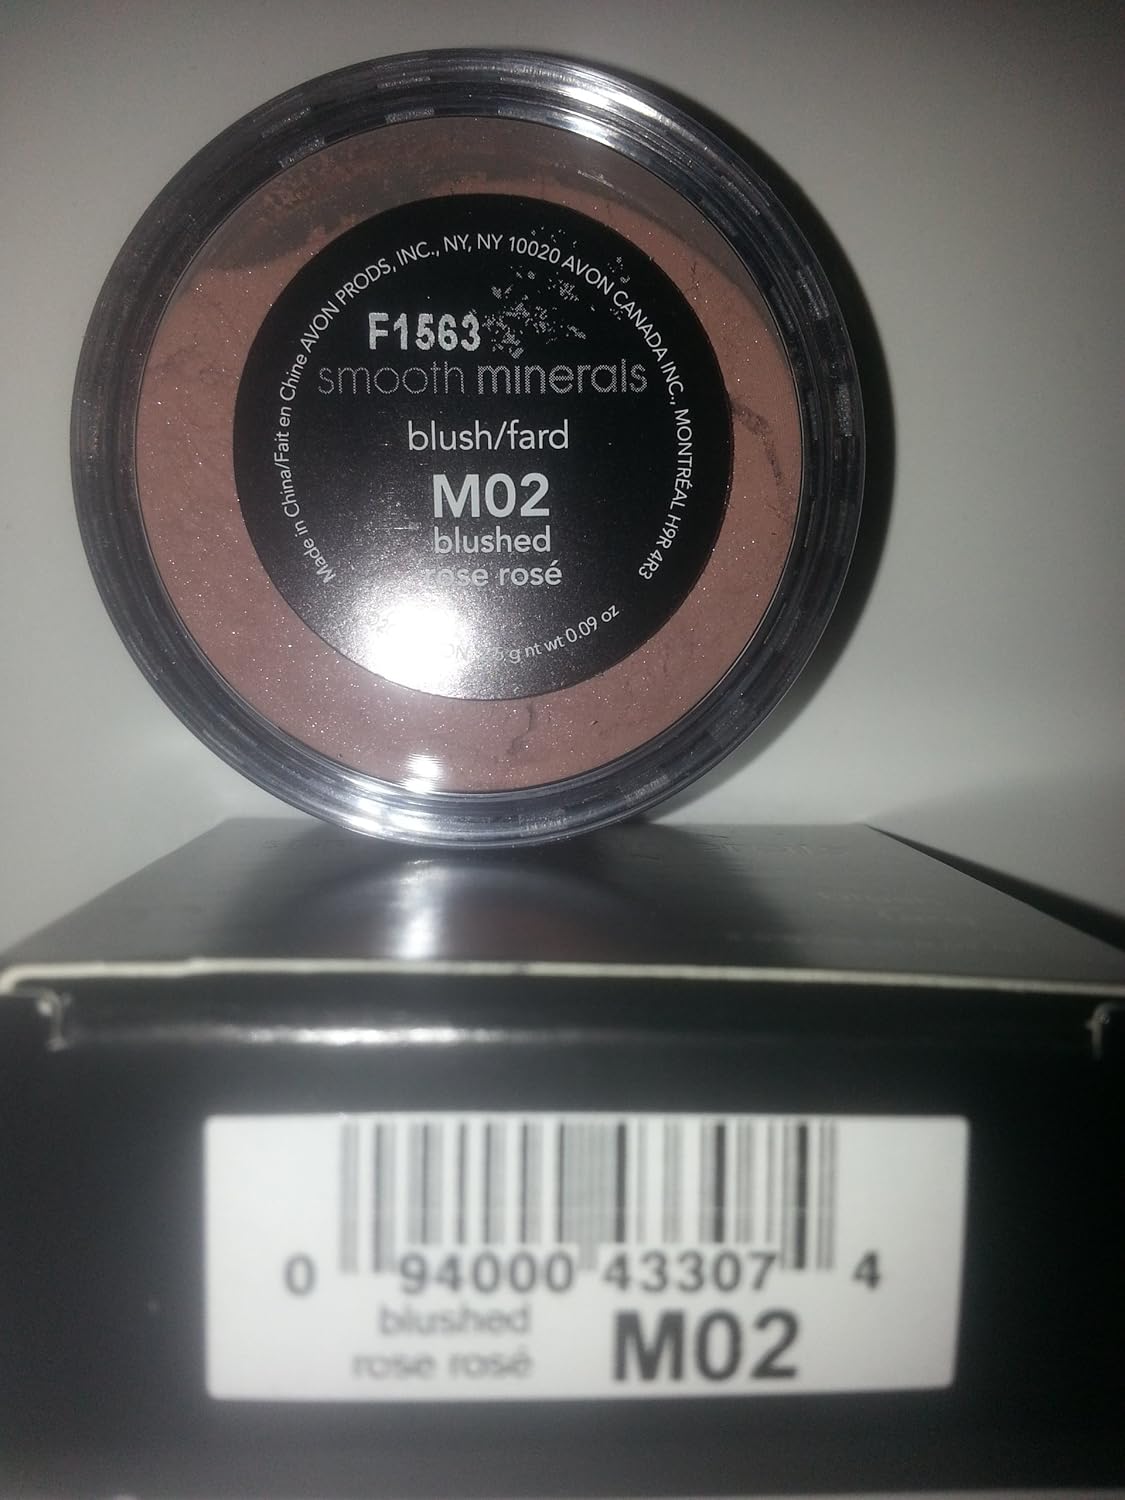 Made in China/Fait en Chine AVON PRODS, INC., NY, NY 10020 AVON CANADA INC., MONTRÉAL H9R 4R3
F1563
smooth minerals
blush/fard
M02
blushed
rose rosé
g nt wt 0.09 oz
0 94000 43307 4
blushed
rose rosé
M02